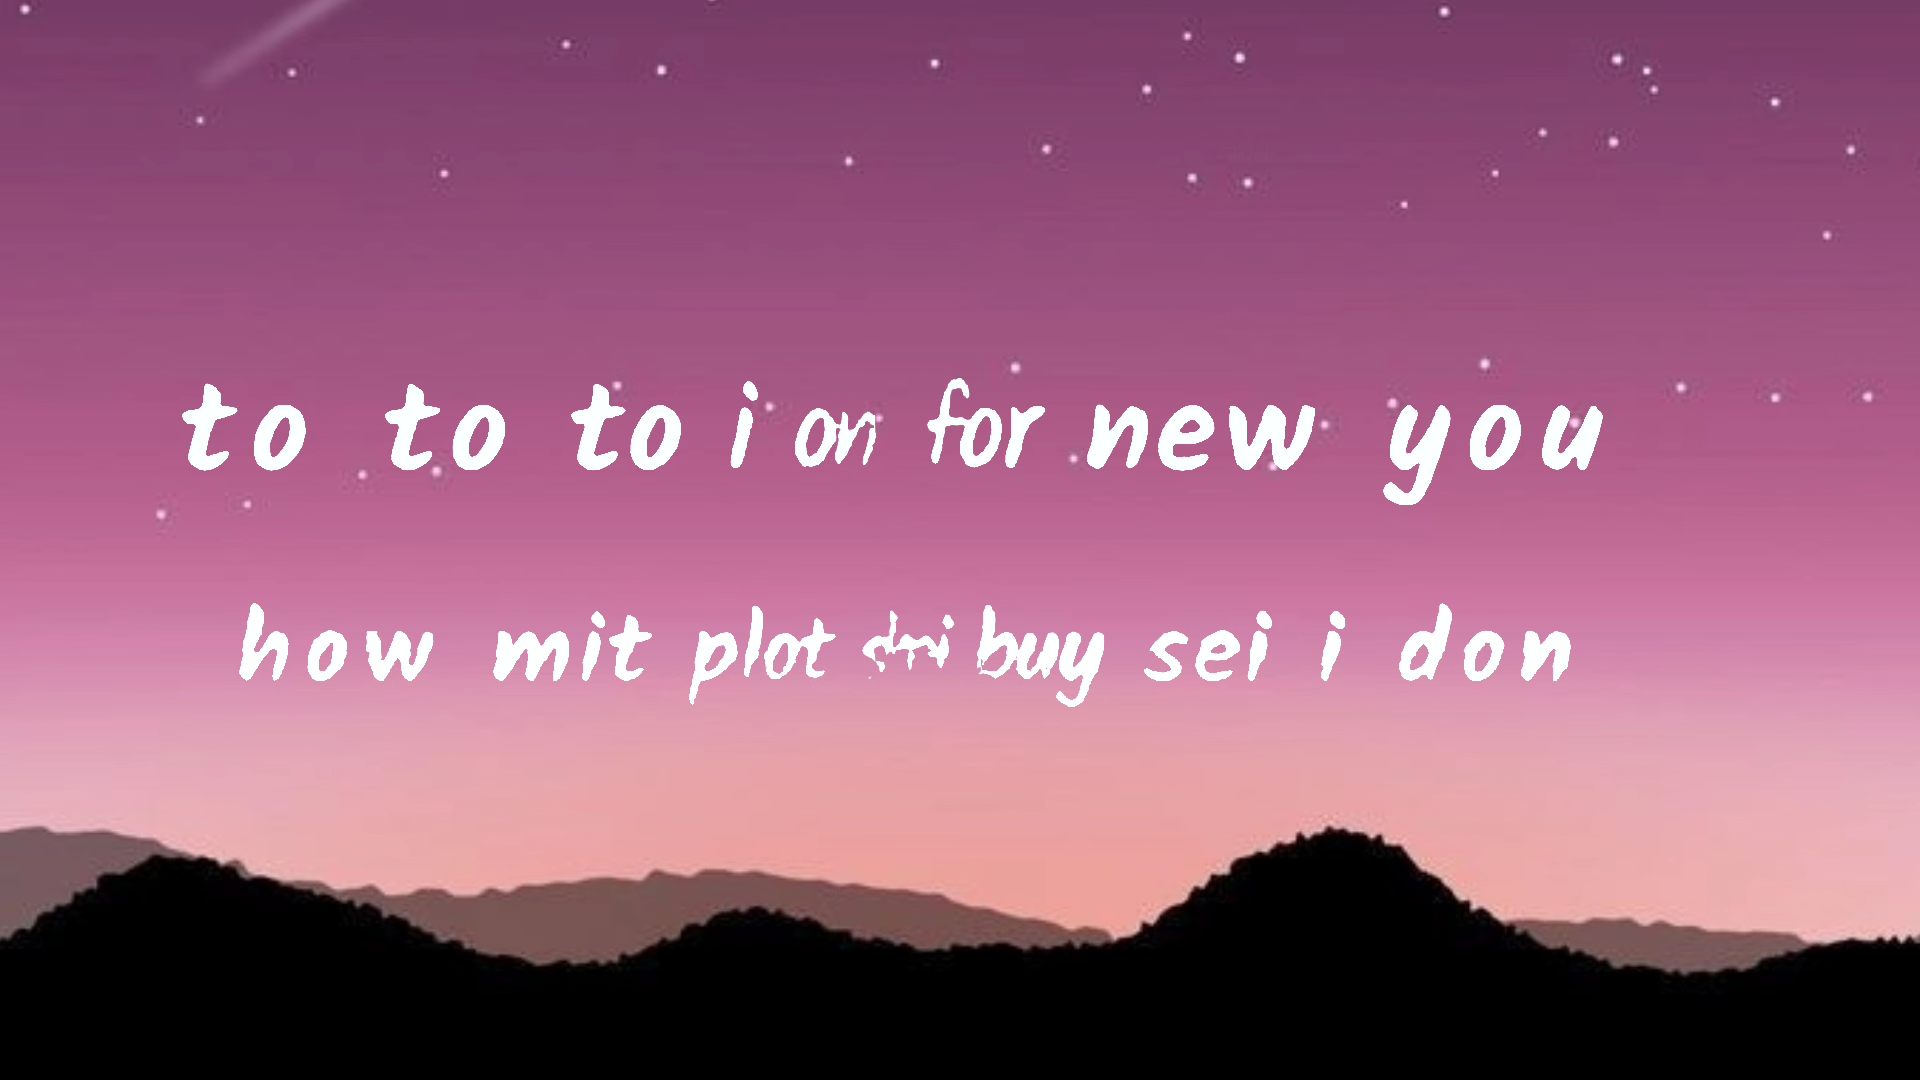 to to to i on for new you
how mit plot buy sei i don